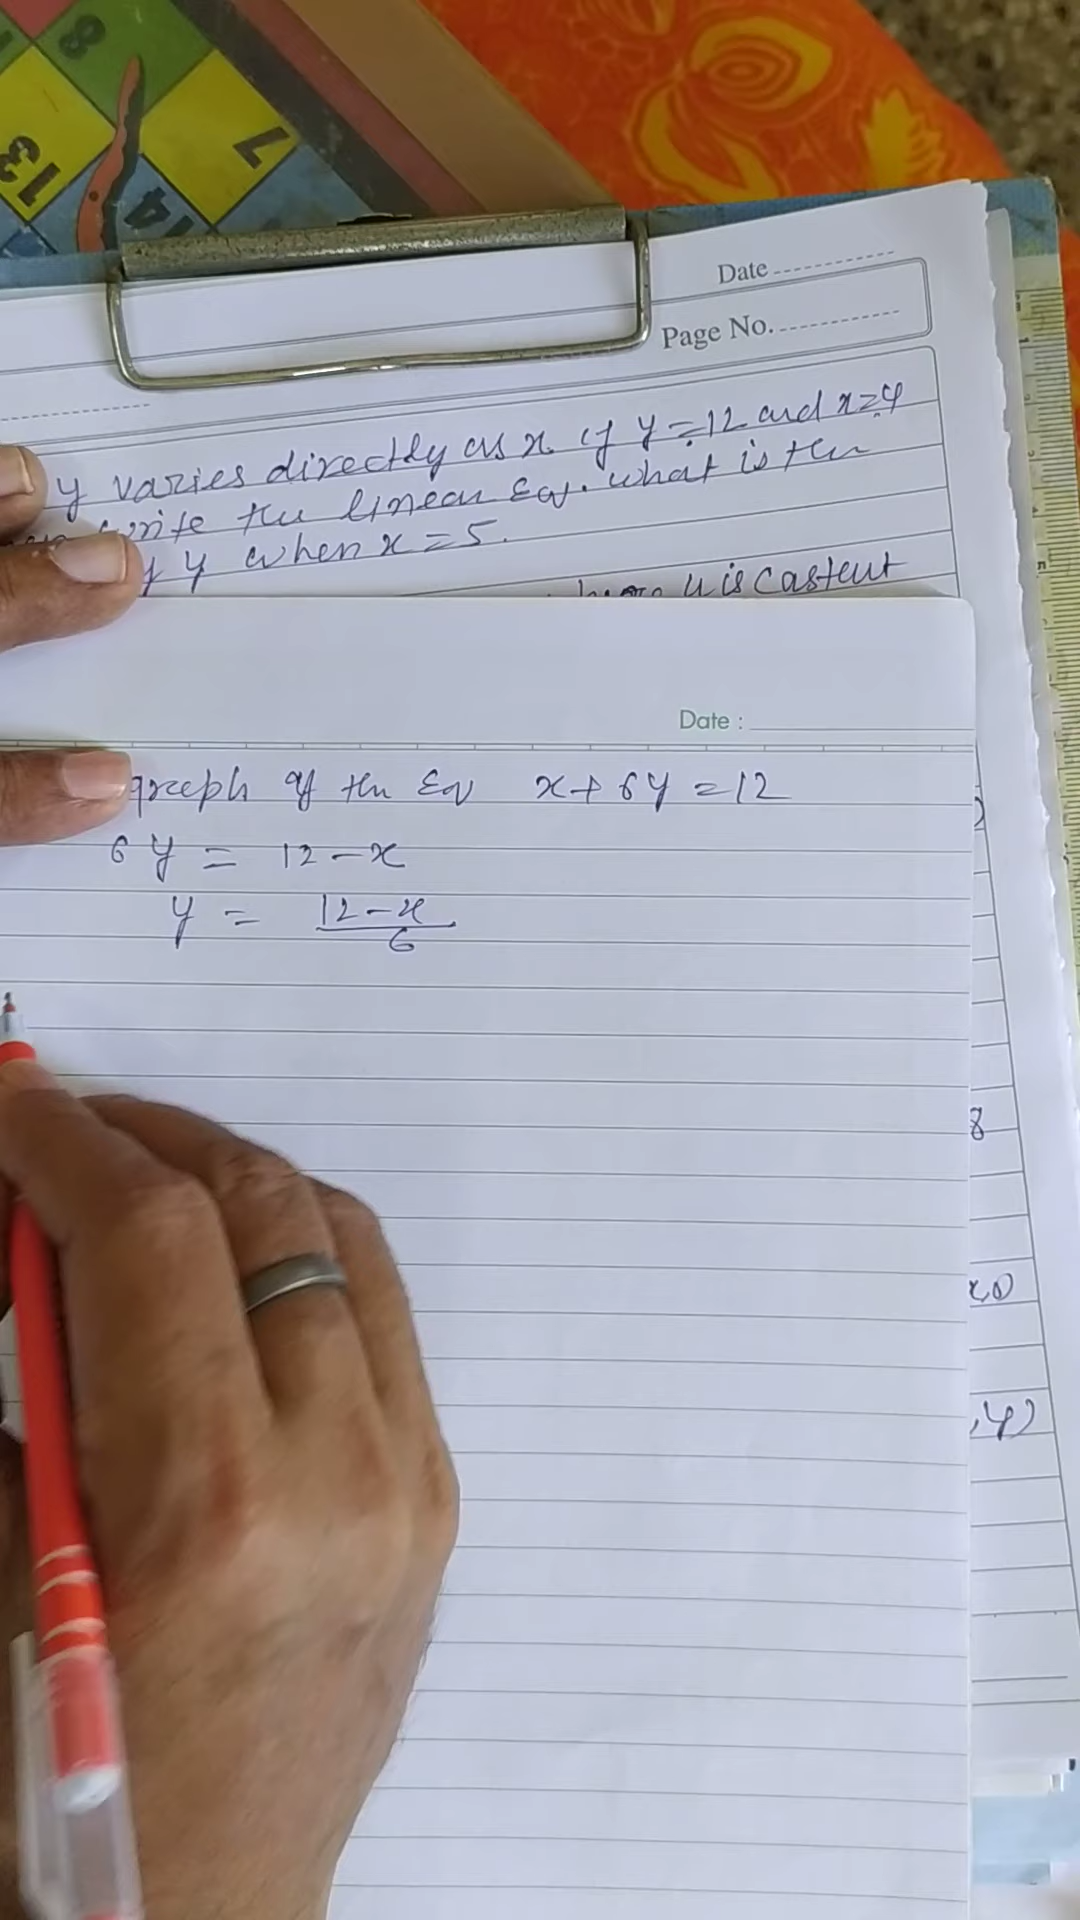 8
7
13
14
Date
Page No.
y varies directly as x. if y = 12 and x = 4
write the linear Eq. what is the
y when x = 5.
u is castent
Date :
graph of the Eq x + 6y = 12
6y = 12 - x
y = 12 - x
6
8